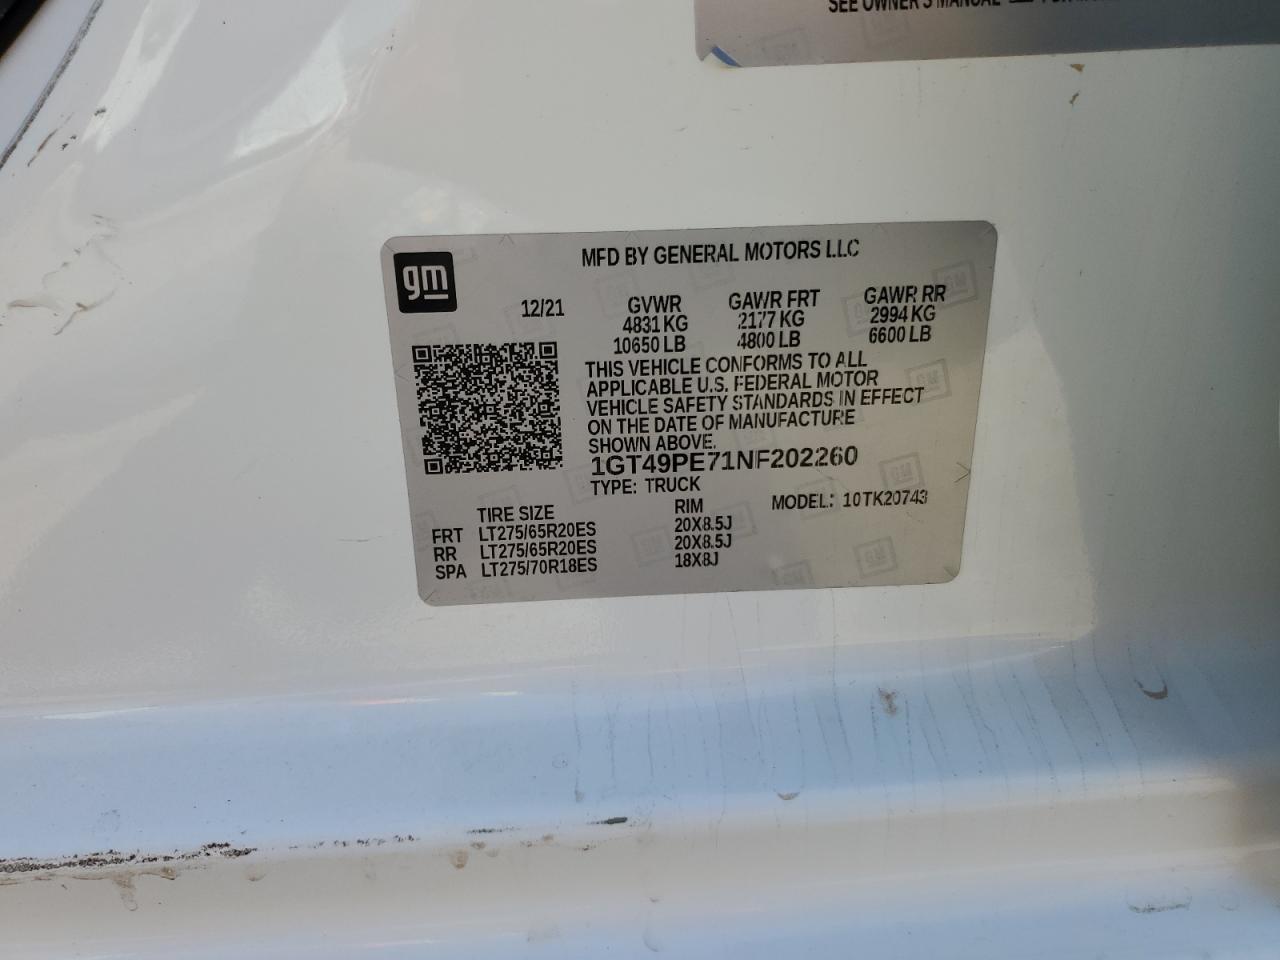 SEE OWNER'S MANUAL
gm
MFD BY GENERAL MOTORS LLC
12/21
GVWR GAWR FRT GAWR RR
4831 KG 2177 KG 2994 KG
10650 LB 4800 LB 6600 LB
THIS VEHICLE CONFORMS TO ALL
APPLICABLE U.S. FEDERAL MOTOR
VEHICLE SAFETY STANDARDS IN EFFECT
ON THE DATE OF MANUFACTURE
SHOWN ABOVE.
1GT49PE71NF202260
TYPE: TRUCK
MODEL: 10TK20743
TIRE SIZE RIM
FRT LT275/65R20ES 20X8.5J
RR LT275/65R20ES 20X8.5J
SPA LT275/70R18ES 18X8J